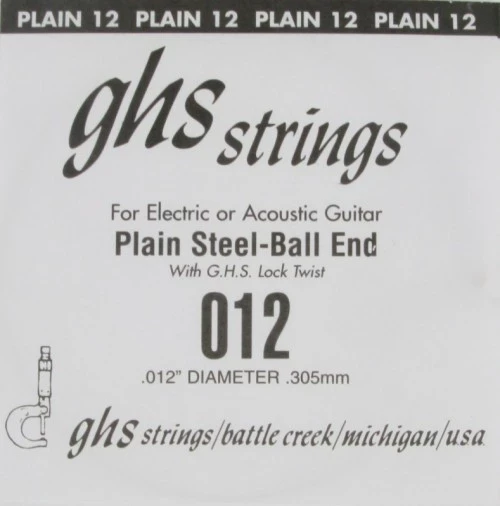 PLAIN 12 PLAIN 12 PLAIN 12 PLAIN 12
ghs strings
For Electric or Acoustic Guitar
Plain Steel-Ball End
With G.H.S. Lock Twist
012
.012" DIAMETER .305mm
ghs strings/battle creek/michigan/usa